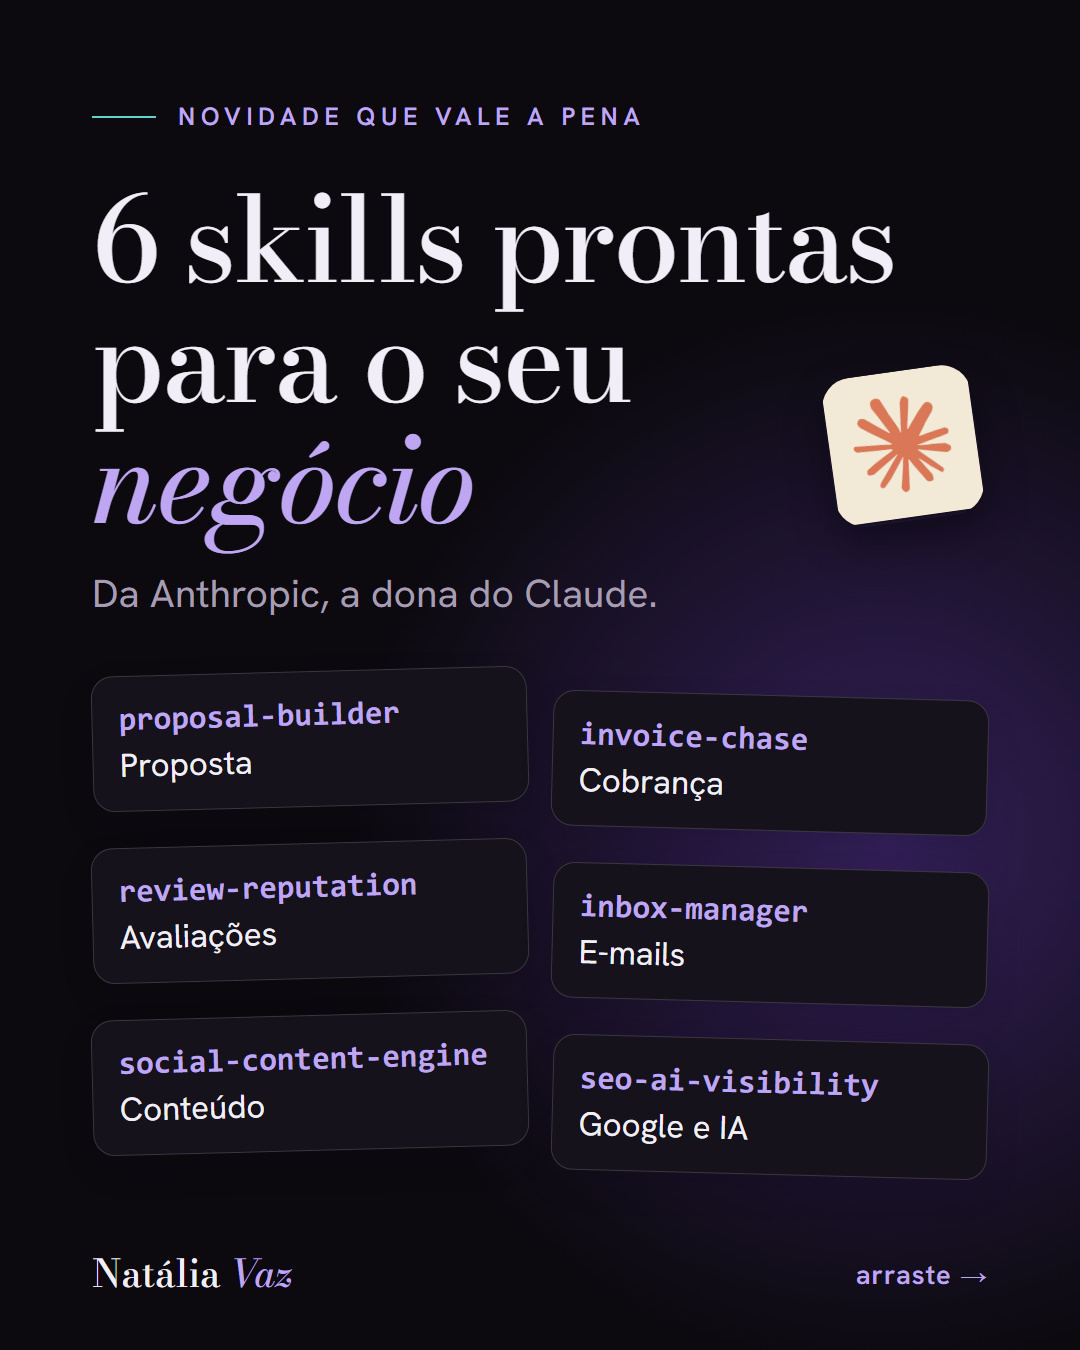 NOVIDADE QUE VALE A PENA
6 skills prontas
para o seu
negócio
Da Anthropic, a dona do Claude.
proposal-builder
Proposta
invoice-chase
Cobrança
review-reputation
Avaliações
inbox-manager
E-mails
social-content-engine
Conteúdo
seo-ai-visibility
Google e IA
Natália Vaz
arraste →